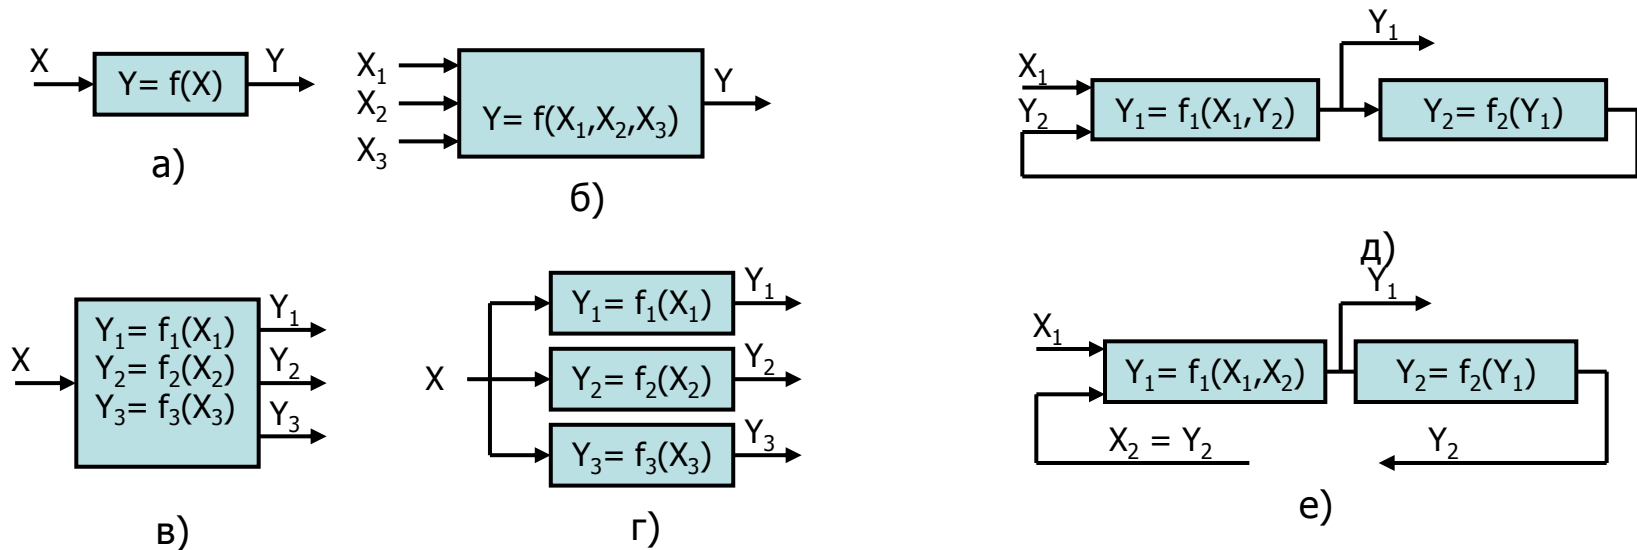 X
Y= f(X)
Y
а)
X₁
X₂
X₃
Y= f(X₁,X₂,X₃)
Y
б)
X
Y₁= f₁(X₁)
Y₂= f₂(X₂)
Y₃= f₃(X₃)
Y₁
Y₂
Y₃
в)
X
Y₁= f₁(X₁)
Y₁
Y₂= f₂(X₂)
Y₂
Y₃= f₃(X₃)
Y₃
г)
X₁
Y₂
Y₁= f₁(X₁,Y₂)
Y₁
Y₂= f₂(Y₁)
д)
X₁
Y₁= f₁(X₁,X₂)
Y₁
Y₂= f₂(Y₁)
X₂ = Y₂
Y₂
е)